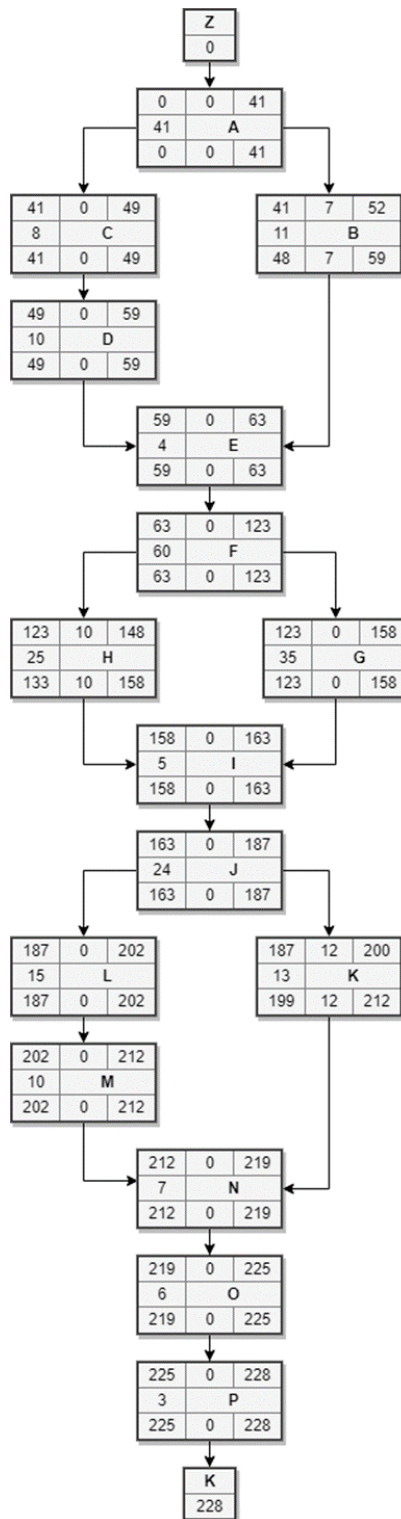 Z
0
0 0 41
41 A
0 0 41
41 0 49
8 C
41 0 49
41 7 52
11 B
48 7 59
49 0 59
10 D
49 0 59
59 0 63
4 E
59 0 63
63 0 123
60 F
63 0 123
123 10 148
25 H
133 10 158
123 0 158
35 G
123 0 158
158 0 163
5 I
158 0 163
163 0 187
24 J
163 0 187
187 0 202
15 L
187 0 202
187 12 200
13 K
199 12 212
202 0 212
10 M
202 0 212
212 0 219
7 N
212 0 219
219 0 225
6 O
219 0 225
225 0 228
3 P
225 0 228
K
228